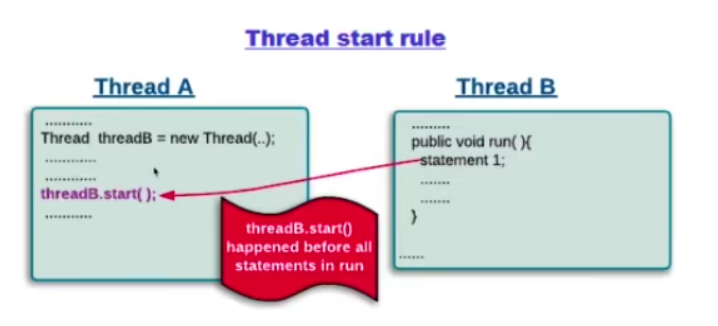 Thread start rule
Thread A
Thread B
...........
Thread threadB = new Thread(..);
............
............
threadB.start( );
...........
.........
public void run( ){
statement 1;
.......
.......
}
......
threadB.start()
happened before all
statements in run